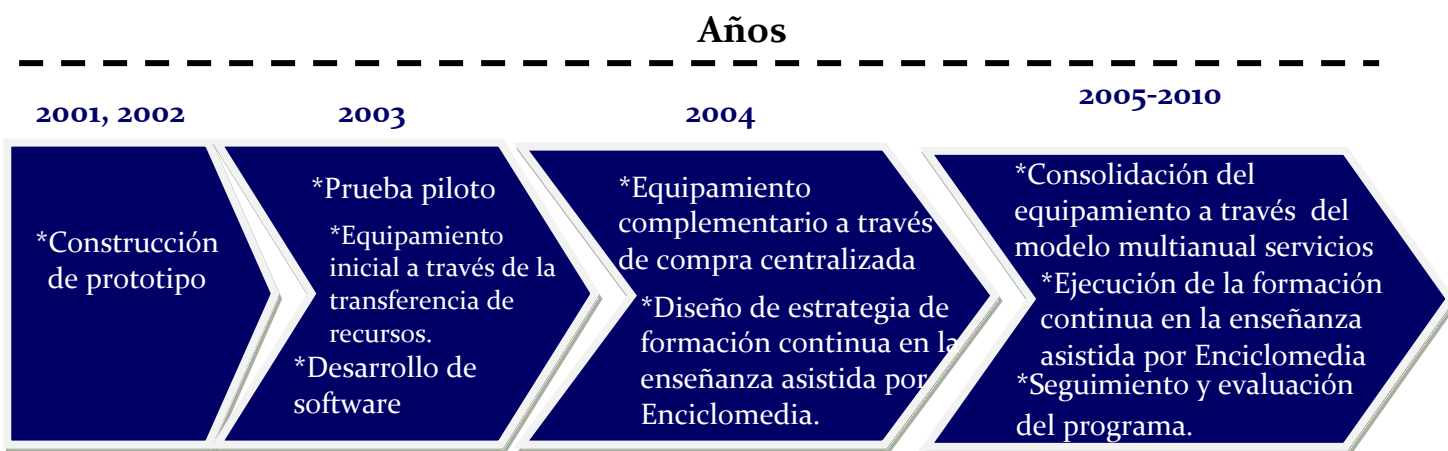 Años
2001, 2002
2003
2004
2005-2010
*Construcción
de prototipo
*Prueba piloto
*Equipamiento
inicial a través de la
transferencia de
recursos.
*Desarrollo de
software
*Equipamiento
complementario a través
de compra centralizada
*Diseño de estrategia de
formación continua en la
enseñanza asistida por
Enciclomedia.
*Consolidación del
equipamiento a través del
modelo multianual servicios
*Ejecución de la formación
continua en la enseñanza
asistida por Enciclomedia
*Seguimiento y evaluación
del programa.